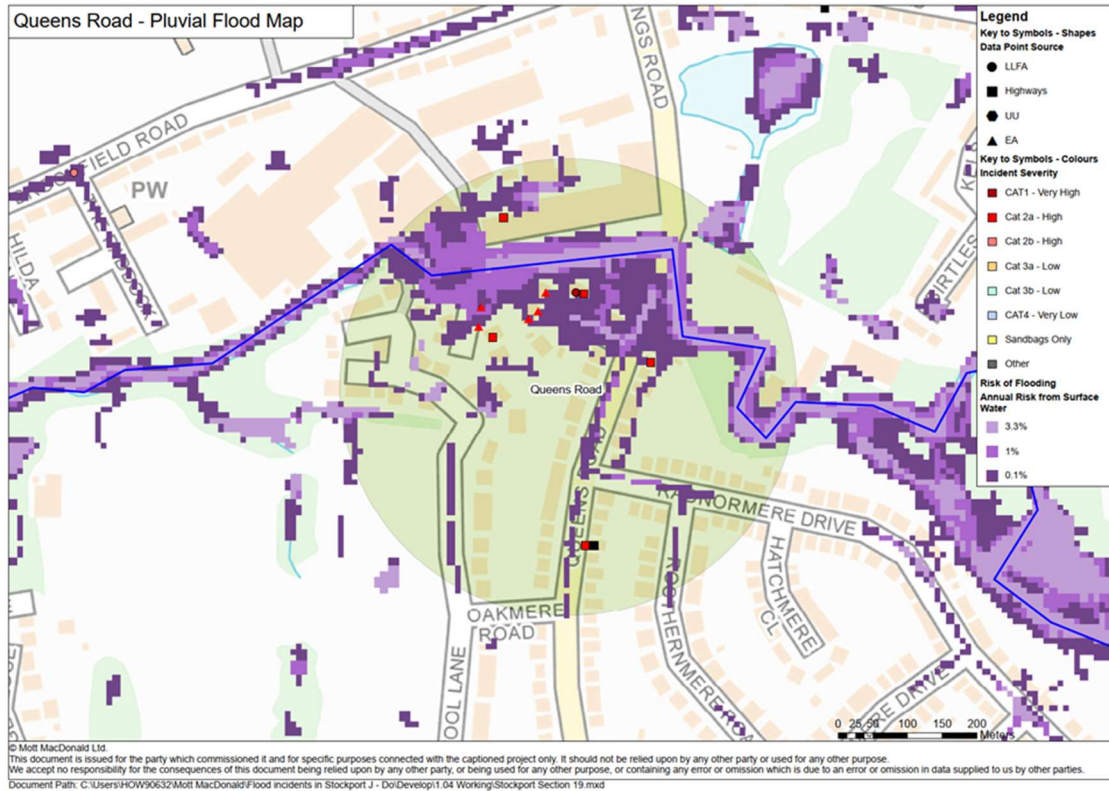 Queens Road - Pluvial Flood Map
Legend
Key to Symbols - Shapes
Data Point Source
LLFA
Highways
UU
EA
Key to Symbols - Colours
Incident Severity
CAT1 - Very High
Cat 2a - High
Cat 2b - High
Cat 3a - Low
Cat 3b - Low
CAT4 - Very Low
Sandbags Only
Other
Risk of Flooding
Annual Risk from Surface
Water
3.3%
1%
0.1%
NGS ROAD
FIELD ROAD
PW
HILDA
Queens Road
QUEENS ROAD
DRIVE
HATCHMERE
CL
OAKMERE
ROAD
OOL LANE
RE DRIVE
0 25 50 100 150 200
Meters
© Mott MacDonald Ltd.
This document is issued for the party which commissioned it and for specific purposes connected with the captioned project only. It should not be relied upon by any other party or used for any other purpose.
We accept no responsibility for the consequences of this document being relied upon by any other party, or being used for any other purpose, or containing any error or omission which is due to an error or omission in data supplied to us by other parties.
Document Path: C:\Users\HOW90632\Mott MacDonald\Flood incidents in Stockport J - Do\Develop\1.04 Working\Stockport Section 19.mxd